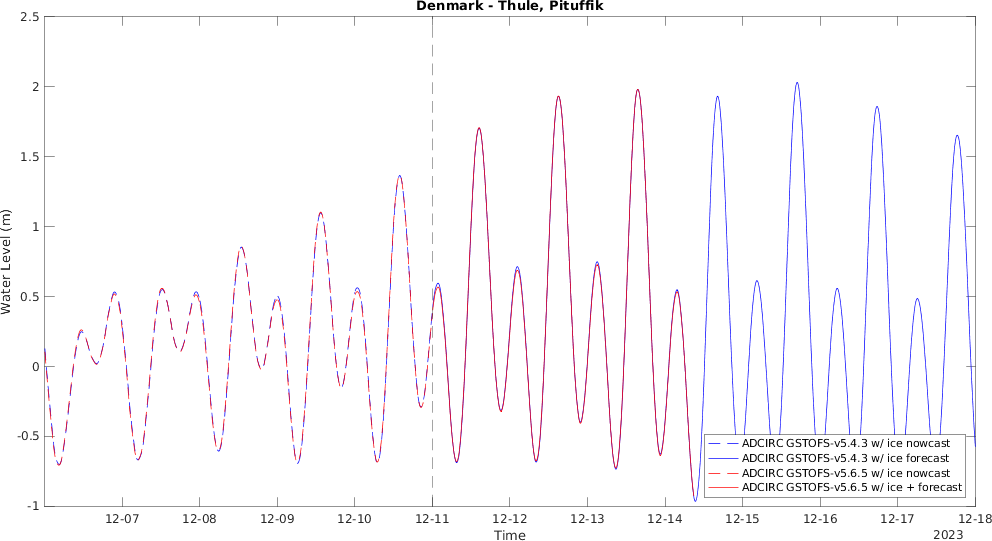 Denmark - Thule, Pituffik
2.5
2
1.5
1
0.5
0
-0.5
-1
Water Level (m)
ADCIRC GSTOFS-v5.4.3 w/ ice nowcast
ADCIRC GSTOFS-v5.4.3 w/ ice forecast
ADCIRC GSTOFS-v5.6.5 w/ ice nowcast
ADCIRC GSTOFS-v5.6.5 w/ ice + forecast
12-07 12-08 12-09 12-10 12-11 12-12 12-13 12-14 12-15 12-16 12-17 12-18
Time
2023